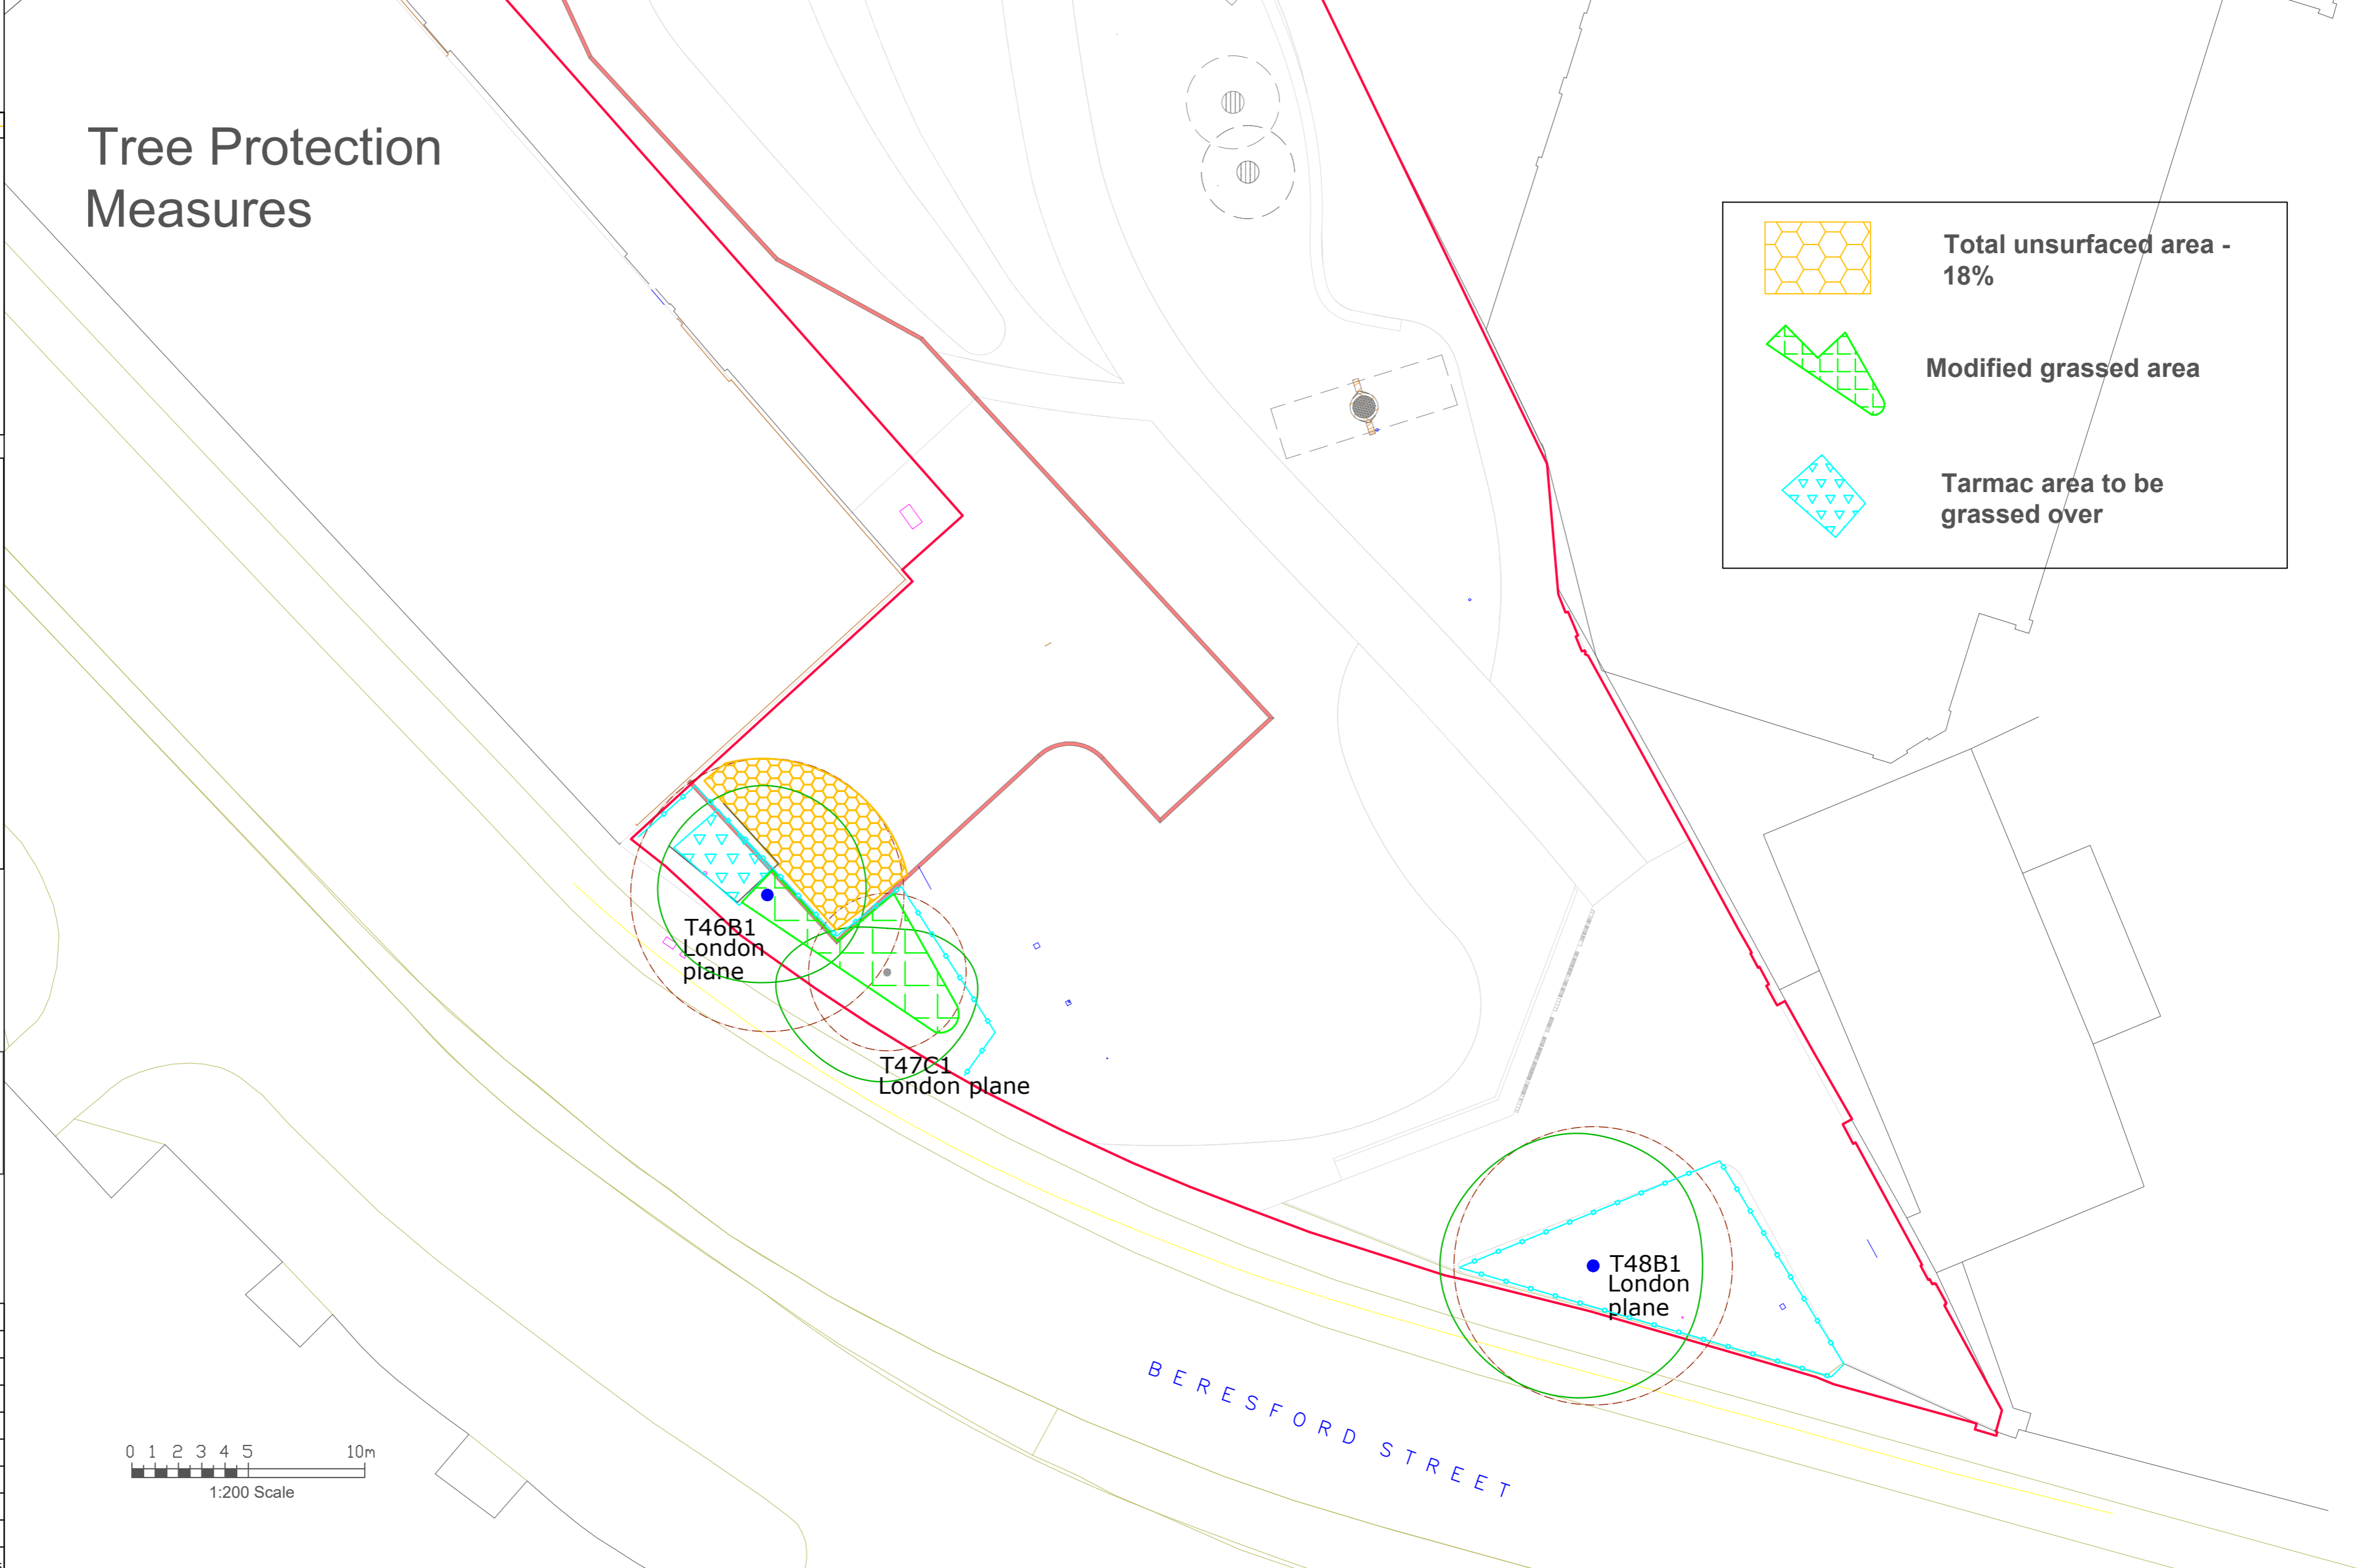 Tree Protection
Measures
Total unsurfaced area -
18%
Modified grassed area
Tarmac area to be
grassed over
T46B1
London
plane
T47C1
London plane
T48B1
London
plane
BERESFORD STREET
0 1 2 3 4 5 10m
1:200 Scale